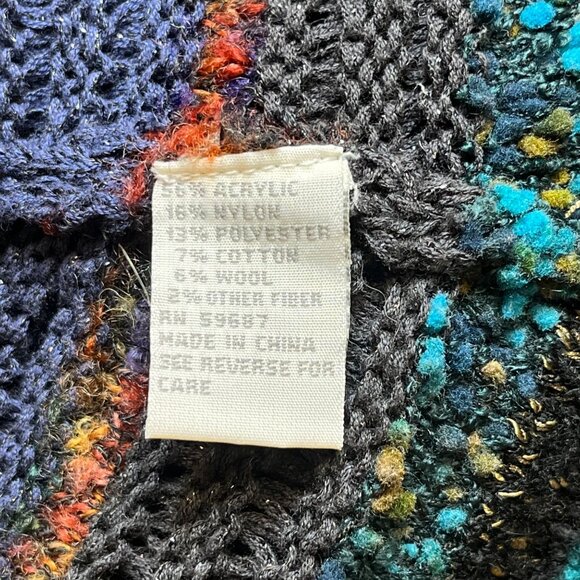 56% ACRYLIC
16% NYLON
13% POLYESTER
7% COTTON
6% WOOL
2% OTHER FIBER
RN 59687
MADE IN CHINA
SEE REVERSE FOR
CARE